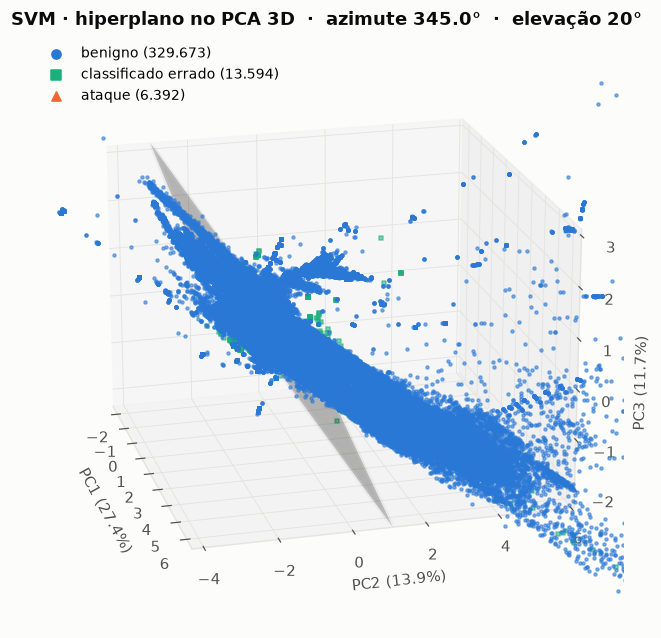 SVM · hiperplano no PCA 3D · azimute 345.0° · elevação 20°
benigno (329.673)
classificado errado (13.594)
ataque (6.392)
3
2
1
0
−1
−2
PC3 (11.7%)
−2
−1
0
1
2
3
4
5
6
PC1 (27.4%)
−4
−2
0
2
4
PC2 (13.9%)